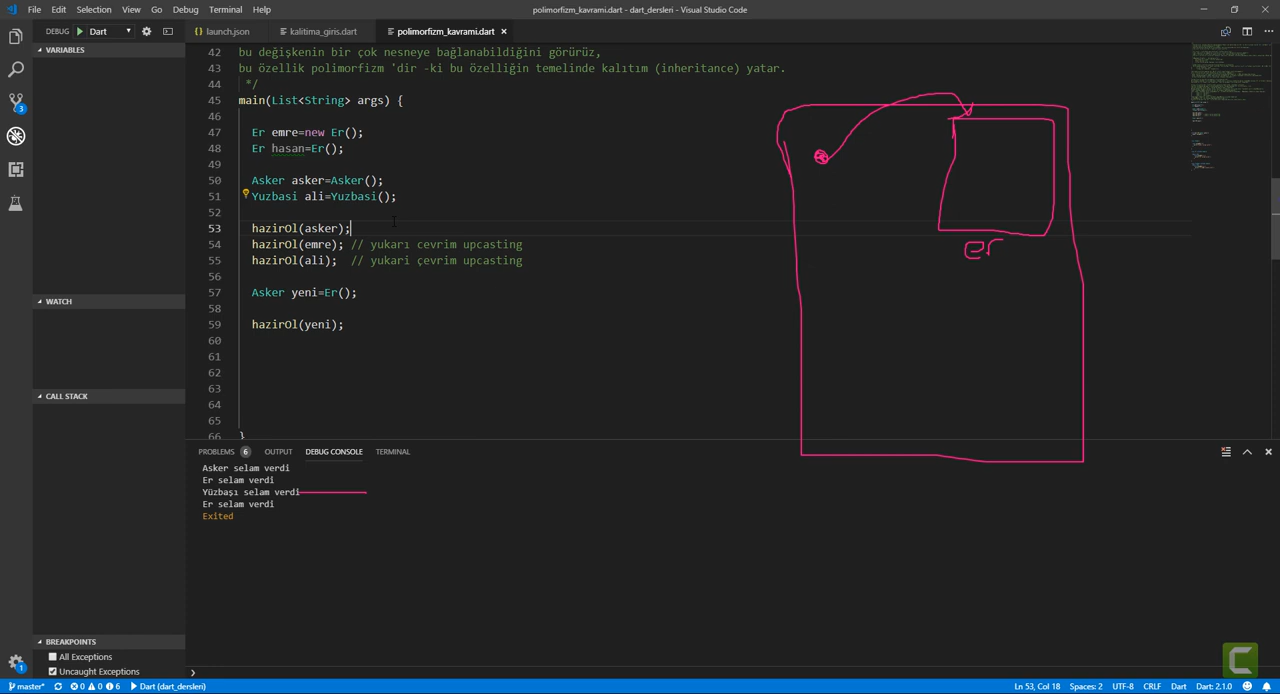 File Edit Selection View Go Debug Terminal Help
polimorfizm_kavrami.dart - dart_dersleri - Visual Studio Code
DEBUG Dart
launch.json kalitima_giris.dart polimorfizm_kavrami.dart
VARIABLES
WATCH
CALL STACK
BREAKPOINTS
All Exceptions
Uncaught Exceptions
42 bu değişkenin bir çok nesneye bağlanabildiğini görürüz,
43 bu özellik polimorfizm 'dir -ki bu özelliğin temelinde kalıtım (inheritance) yatar.
44 */
45 main(List<String> args) {
46
47 Er emre=new Er();
48 Er hasan=Er();
49
50 Asker asker=Asker();
51 Yuzbasi ali=Yuzbasi();
52
53 hazirOl(asker);
54 hazirOl(emre); // yukarı cevrim upcasting
55 hazirOl(ali); // yukari çevrim upcasting
56
57 Asker yeni=Er();
58
59 hazirOl(yeni);
60
61
62
63
64
65
66 }
er
PROBLEMS 6 OUTPUT DEBUG CONSOLE TERMINAL
Asker selam verdi
Er selam verdi
Yüzbaşı selam verdi
Er selam verdi
Exited
3
1
master* 0 0 6 Dart (dart_dersleri)
Ln 53, Col 18 Spaces: 2 UTF-8 CRLF Dart Dart: 2.1.0